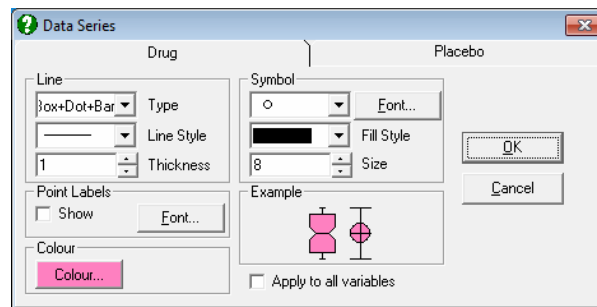 Data Series
Drug
Placebo
Line
Box+Dot+Bar Type
Line Style
1 Thickness
Point Labels
Show Font...
Colour
Colour...
Symbol
Font...
Fill Style
8 Size
Example
Apply to all variables
OK
Cancel